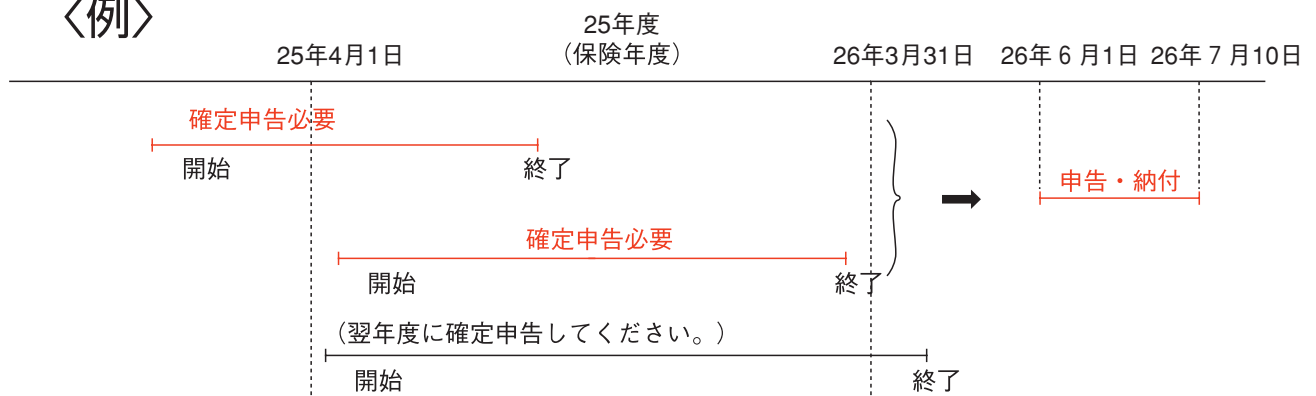 〈例〉
25年度
（保険年度）
25年4月1日
26年3月31日
26年６月1日
26年７月10日
確定申告必要
開始
終了
申告・納付
確定申告必要
開始
終了
（翌年度に確定申告してください。）
開始
終了